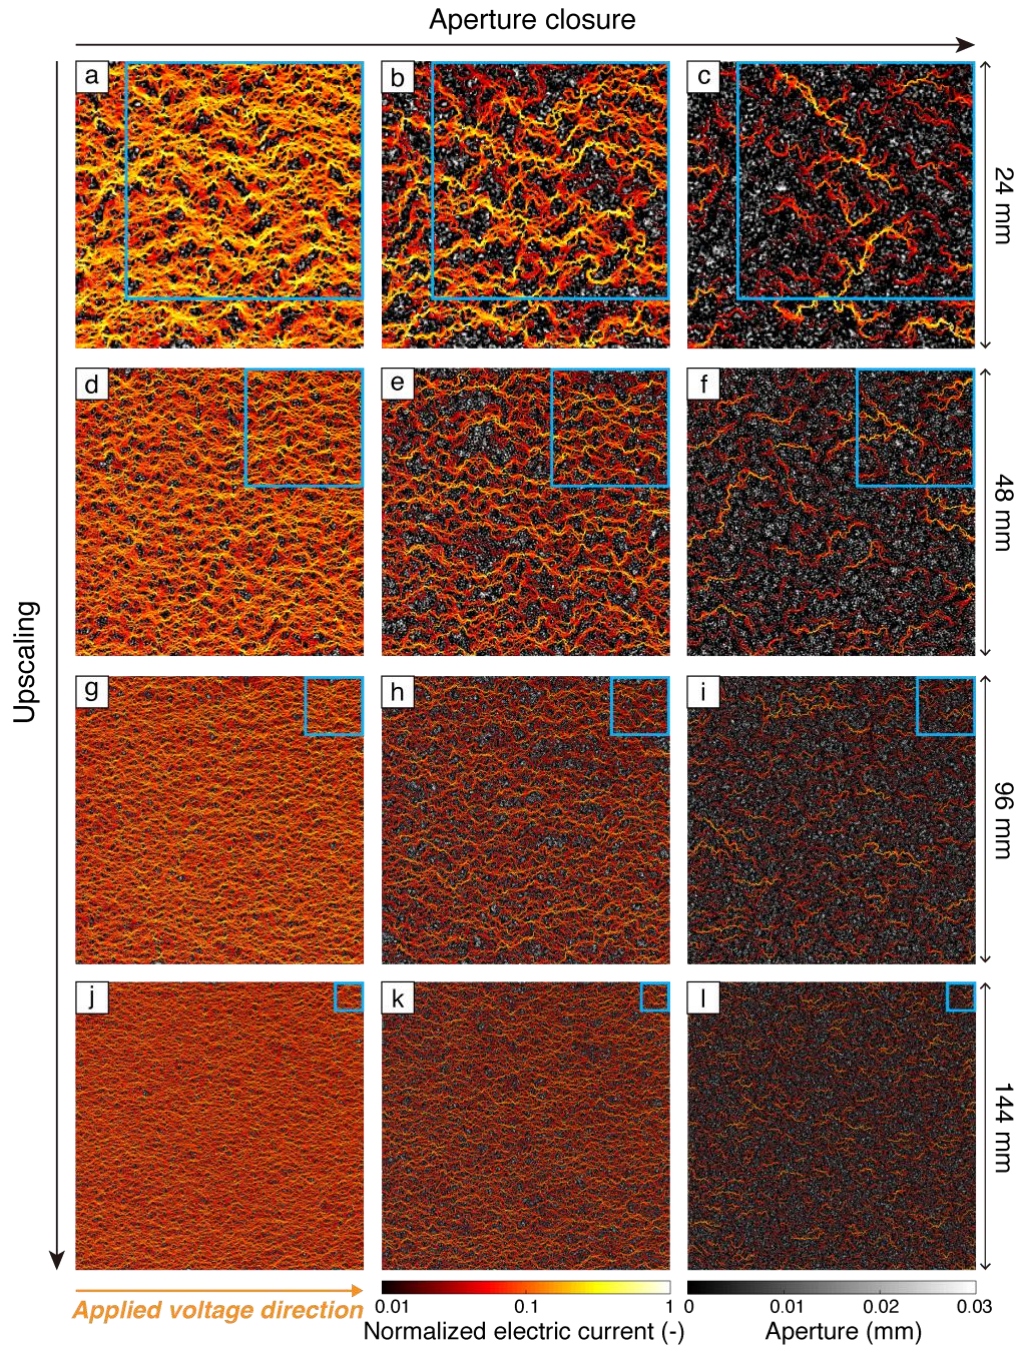 Aperture closure
a
b
c
24 mm
d
e
f
48 mm
Upscaling
g
h
i
96 mm
j
k
l
144 mm
Applied voltage direction
0.01 0.1 1
Normalized electric current (-)
0 0.01 0.02 0.03
Aperture (mm)